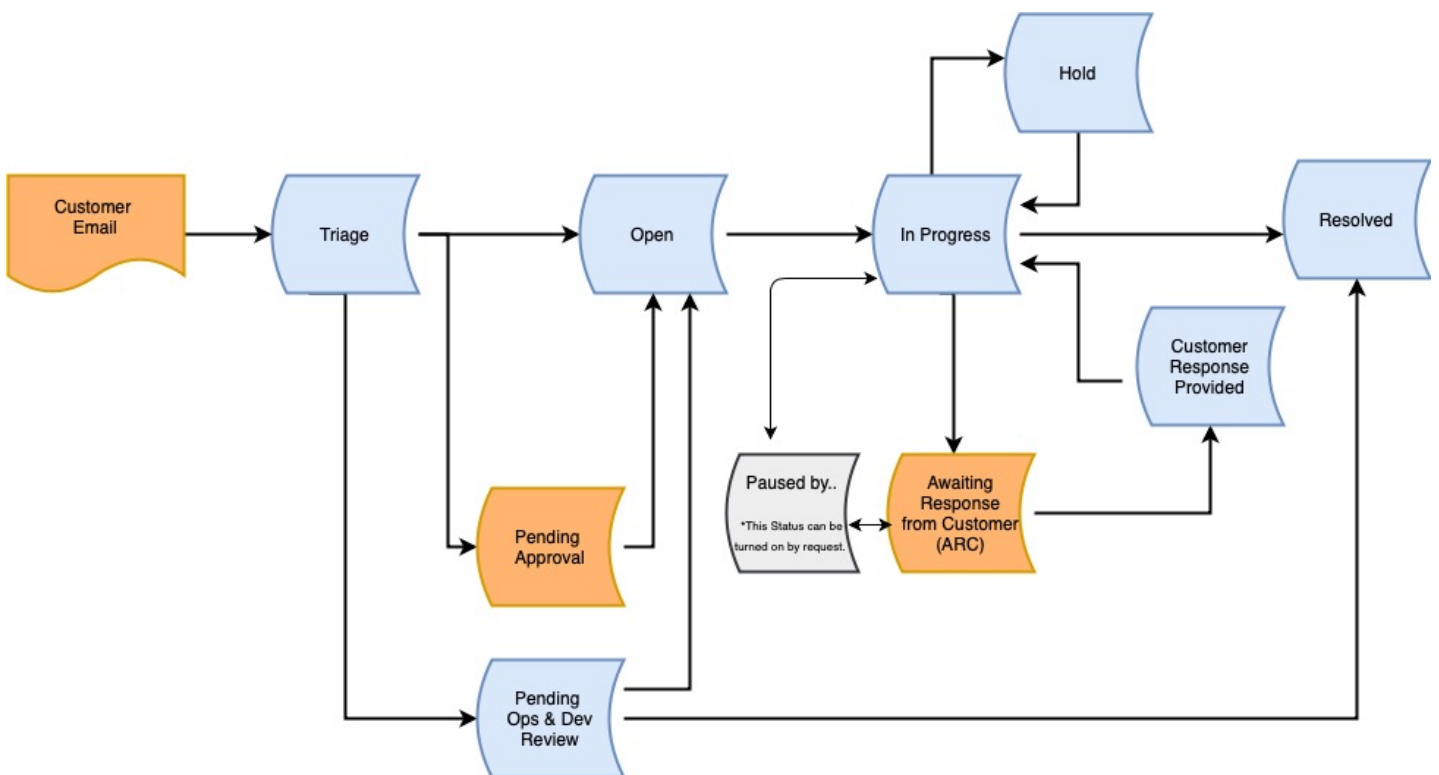 Hold
Customer
Email
Triage
Open
In Progress
Resolved
Customer
Response
Provided
Paused by..
*This Status can be
turned on by request.
Awaiting
Response
from Customer
(ARC)
Pending
Approval
Pending
Ops & Dev
Review